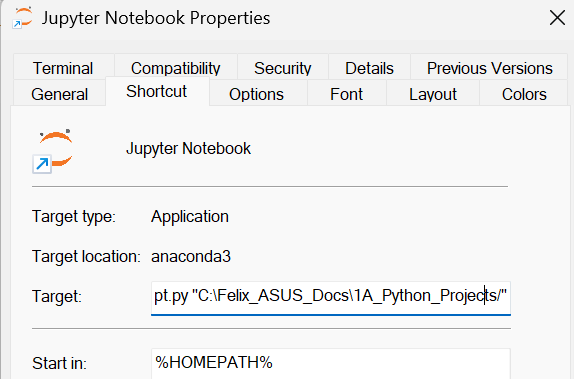 Jupyter Notebook Properties
Terminal Compatibility Security Details Previous Versions
General Shortcut Options Font Layout Colors
Jupyter Notebook
Target type: Application
Target location: anaconda3
Target: pt.py "C:\Felix_ASUS_Docs\1A_Python_Projects/"
Start in: %HOMEPATH%